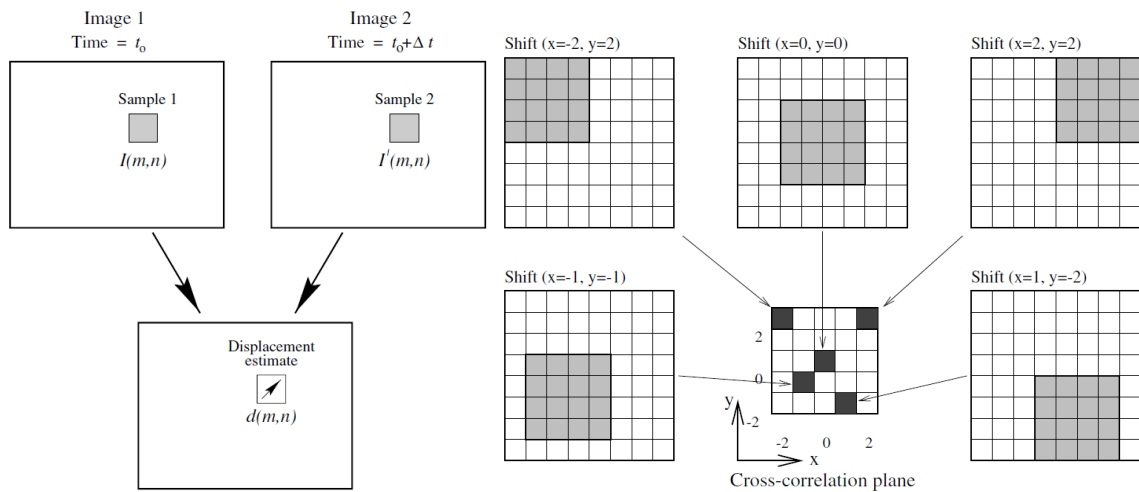 Image 1
Time = t₀
Image 2
Time = t₀+Δ t
Sample 1
I(m,n)
Sample 2
I'(m,n)
Displacement
estimate
d(m,n)
Shift (x=-2, y=2)
Shift (x=0, y=0)
Shift (x=2, y=2)
Shift (x=-1, y=-1)
Shift (x=1, y=-2)
2
0
-2
y
-2 0 2
x
Cross-correlation plane